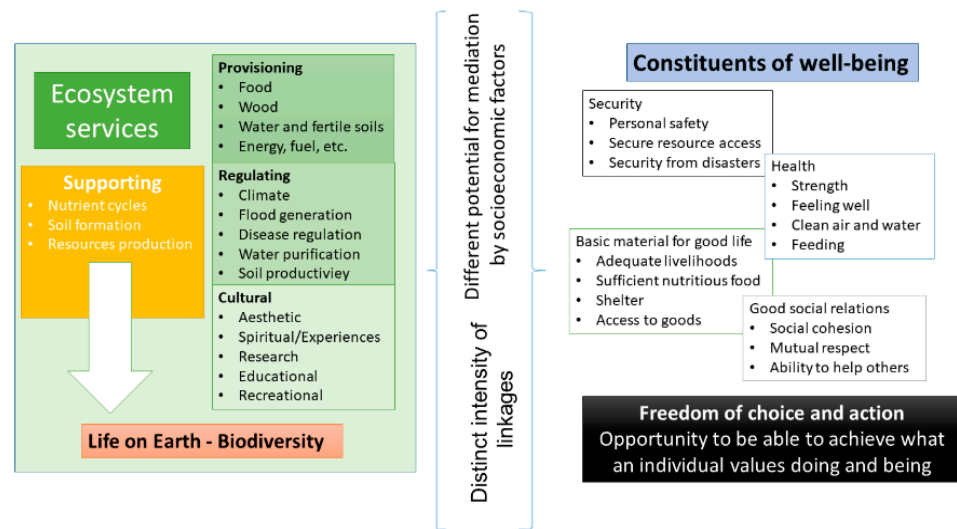 Ecosystem
services
Supporting
• Nutrient cycles
• Soil formation
• Resources production
Provisioning
• Food
• Wood
• Water and fertile soils
• Energy, fuel, etc.
Regulating
• Climate
• Flood generation
• Disease regulation
• Water purification
• Soil productiviey
Cultural
• Aesthetic
• Spiritual/Experiences
• Research
• Educational
• Recreational
Life on Earth - Biodiversity
Different potential for mediation
by socioeconomic factors
Distinct intensity of
linkages
Constituents of well-being
Security
• Personal safety
• Secure resource access
• Security from disasters
Health
• Strength
• Feeling well
• Clean air and water
• Feeding
Basic material for good life
• Adequate livelihoods
• Sufficient nutritious food
• Shelter
• Access to goods
Good social relations
• Social cohesion
• Mutual respect
• Ability to help others
Freedom of choice and action
Opportunity to be able to achieve what
an individual values doing and being